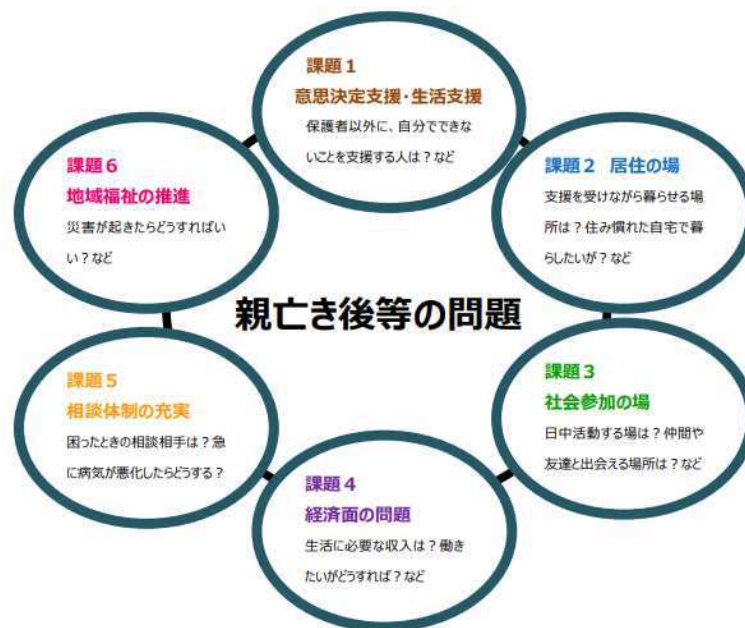 課題１
意思決定支援・生活支援
保護者以外に、自分でできな
いことを支援する人は？など
課題２ 居住の場
支援を受けながら暮らせる場
所は？住み慣れた自宅で暮
らしたいが？など
課題３
社会参加の場
日中活動する場は？仲間や
友達と出会える場所は？など
課題４
経済面の問題
生活に必要な収入は？働き
たいがどうすれば？など
課題５
相談体制の充実
困ったときの相談相手は？急
に病気が悪化したらどうする？
課題６
地域福祉の推進
災害が起きたらどうすればい
い？など
親亡き後等の問題